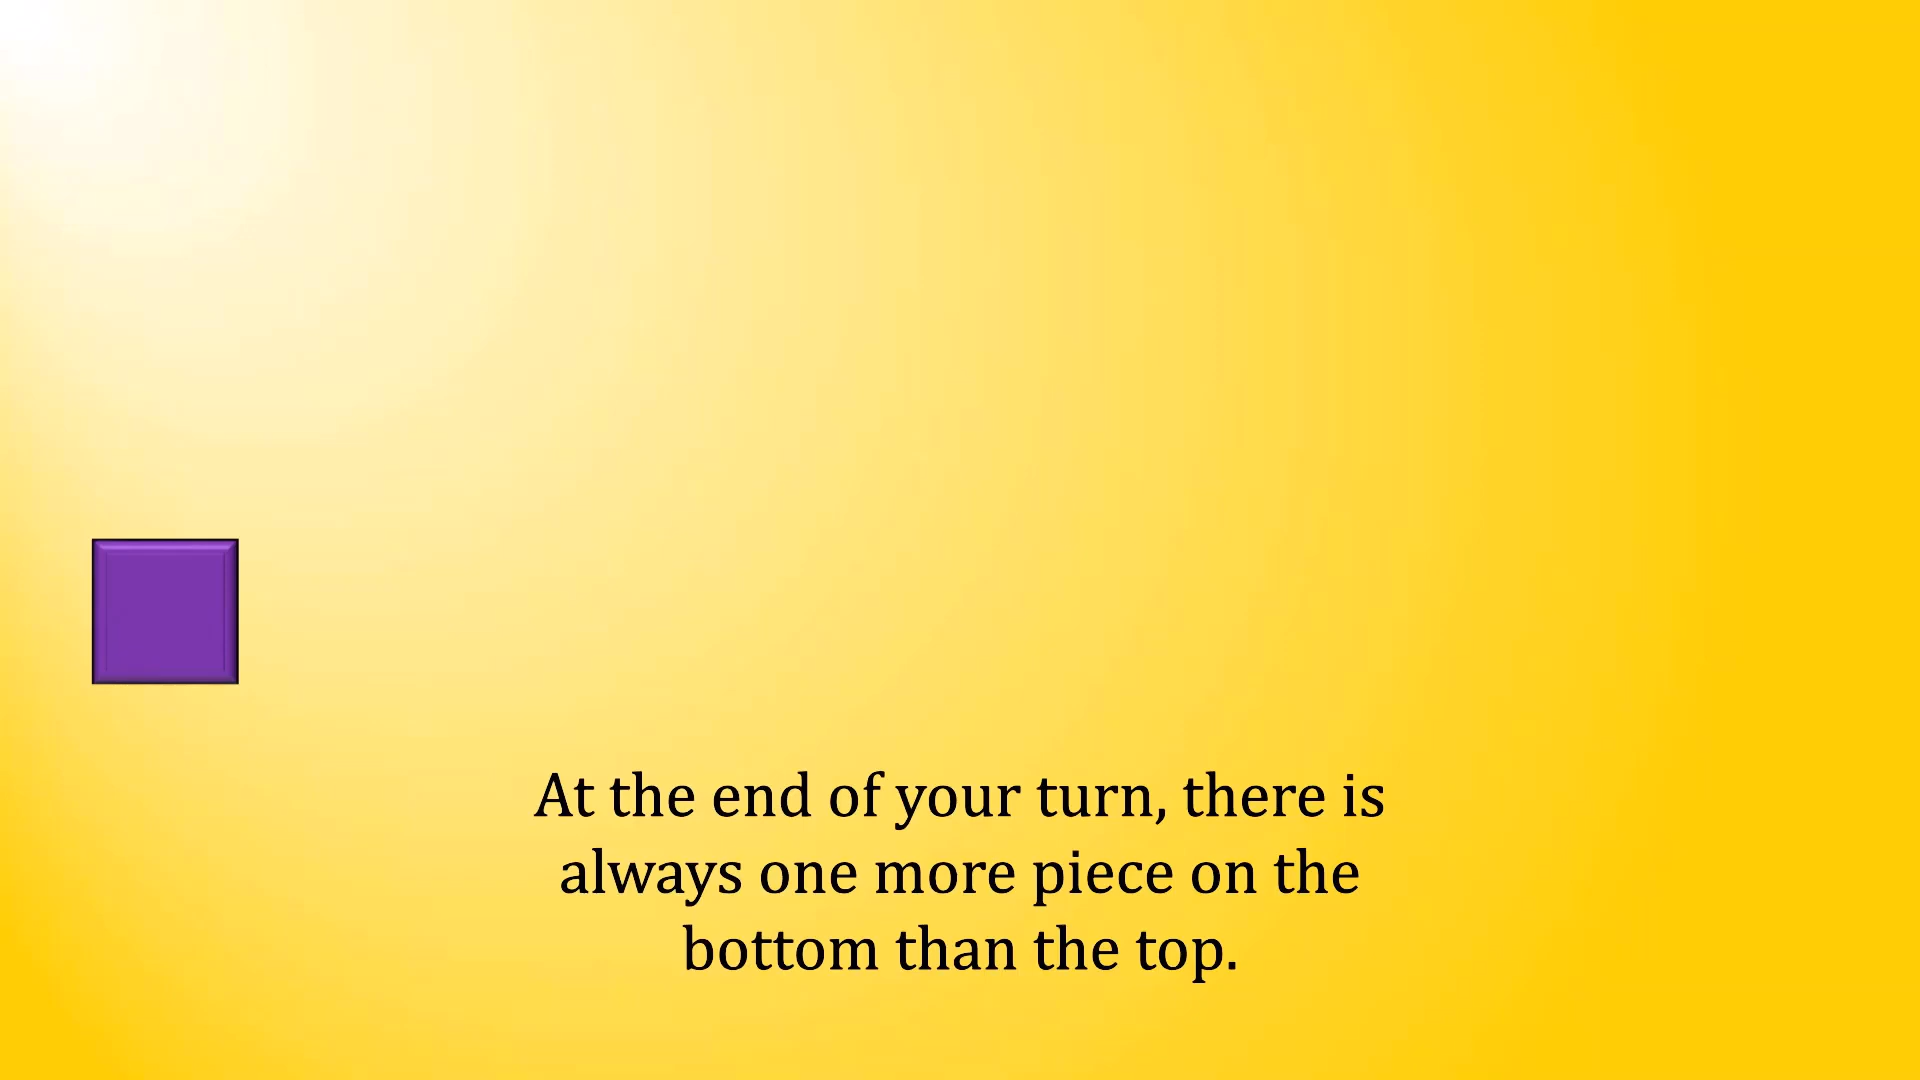 At the end of your turn, there is
always one more piece on the
bottom than the top.